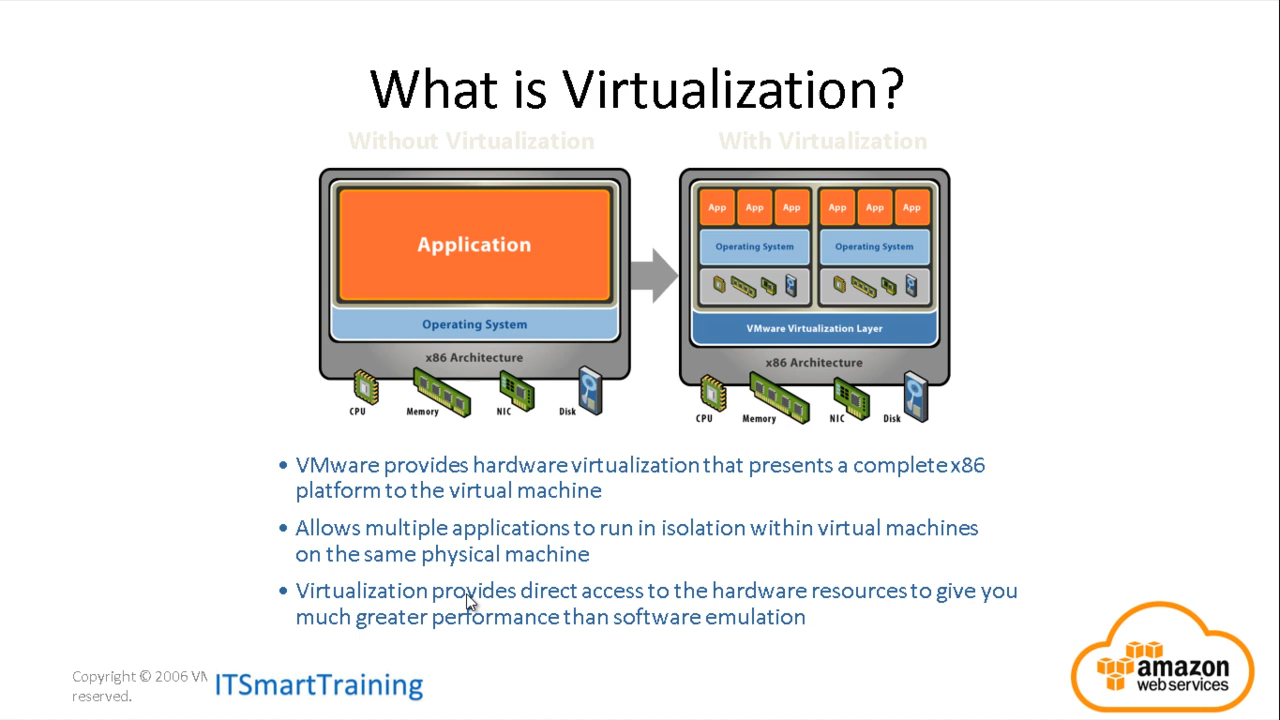 What is Virtualization?
Without Virtualization
With Virtualization
Application
Operating System
x86 Architecture
CPU
Memory
NIC
Disk
App
App
App
App
App
App
Operating System
Operating System
VMware Virtualization Layer
x86 Architecture
CPU
Memory
NIC
Disk
• VMware provides hardware virtualization that presents a complete x86
platform to the virtual machine
• Allows multiple applications to run in isolation within virtual machines
on the same physical machine
• Virtualization provides direct access to the hardware resources to give you
much greater performance than software emulation
Copyright © 2006 VM
reserved.
ITSmartTraining
amazon
web services